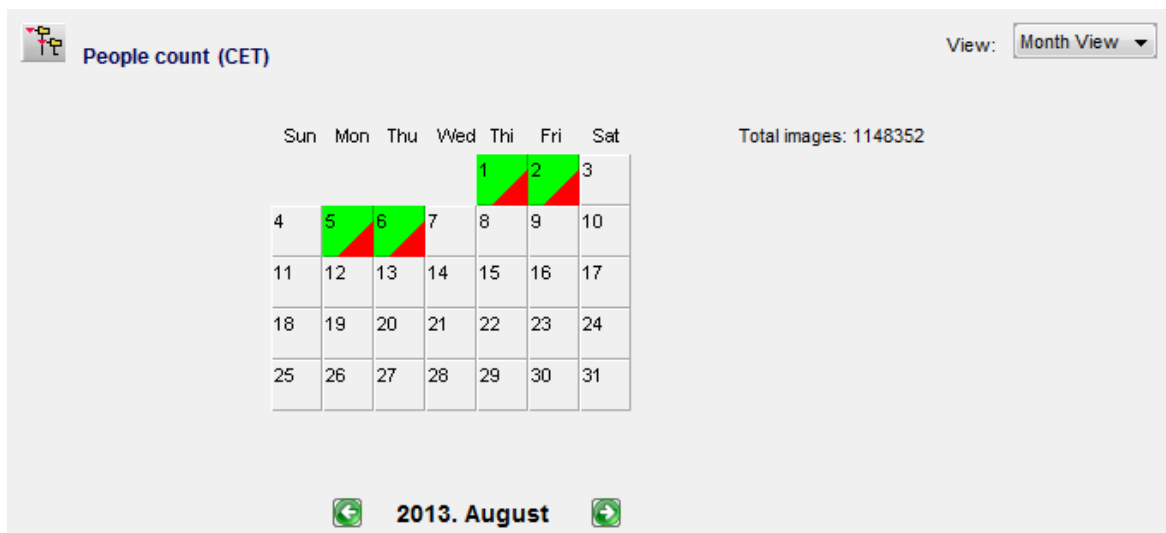 People count (CET)
View: Month View
Sun Mon Thu Wed Thi Fri Sat
Total images: 1148352
1 2 3
4 5 6 7 8 9 10
11 12 13 14 15 16 17
18 19 20 21 22 23 24
25 26 27 28 29 30 31
2013. August